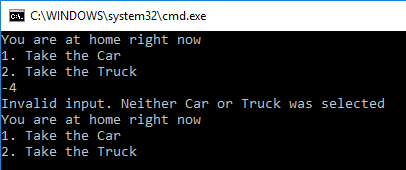 C:\WINDOWS\system32\cmd.exe
You are at home right now
1. Take the Car
2. Take the Truck
-4
Invalid input. Neither Car or Truck was selected
You are at home right now
1. Take the Car
2. Take the Truck